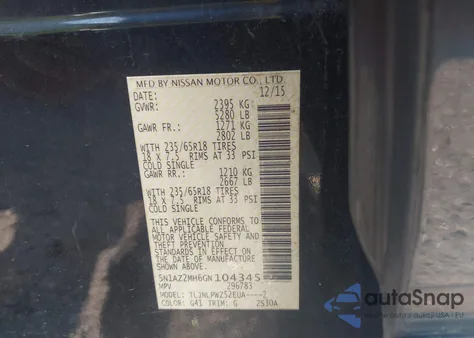 MFD BY NISSAN MOTOR CO., LTD.
DATE: 12/15
GVWR: 2395 KG
5280 LB
GAWR FR.: 1271 KG
2802 LB
WITH 235/65R18 TIRES
18 x 7.5 RIMS AT 33 PSI
COLD SINGLE
GAWR RR.: 1210 KG
2667 LB
WITH 235/65R18 TIRES
18 x 7.5 RIMS AT 33 PSI
COLD SINGLE
THIS VEHICLE CONFORMS TO
ALL APPLICABLE FEDERAL
MOTOR VEHICLE SAFETY AND
THEFT PREVENTION
STANDARDS IN EFFECT ON THE
DATE OF MANUFACTURE
5N1AZ2MH6GN104345
MPV 296783
COLOR: G41 TRIM: G
autoSnap